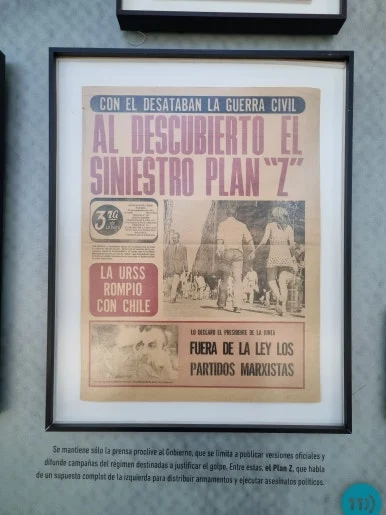 CON EL DESATABAN LA GUERRA CIVIL
AL DESCUBIERTO EL
SINIESTRO PLAN "Z"
3ra
LA URSS
ROMPIO
CON CHILE
LO DECLARO EL PRESIDENTE DE LA JUNTA
FUERA DE LA LEY LOS
PARTIDOS MARXISTAS
Se mantiene sólo la prensa proclive al Gobierno, que se limita a publicar versiones oficiales y
difunde campañas del régimen destinadas a justificar el golpe. Entre estas, el Plan Z, que habla
de un supuesto complot de la izquierda para distribuir armamentos y ejecutar asesinatos políticos.